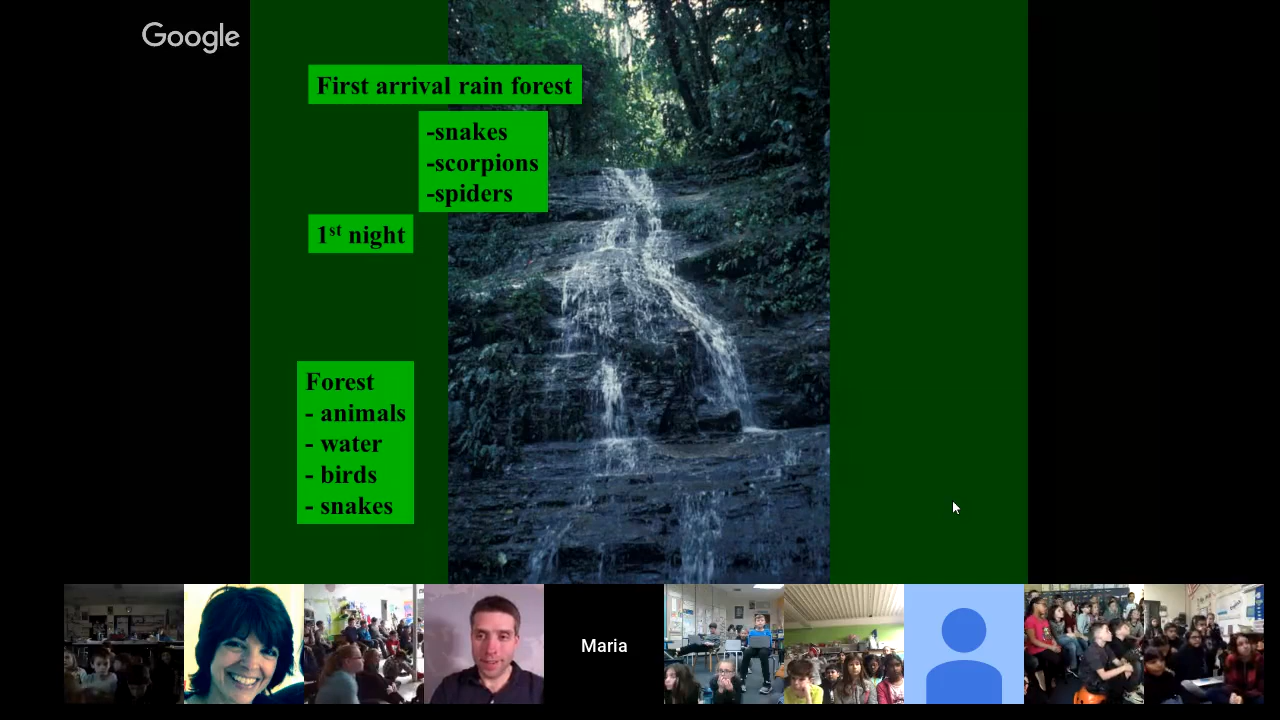 Google
First arrival rain forest
-snakes
-scorpions
-spiders
1st night
Forest
- animals
- water
- birds
- snakes
Maria